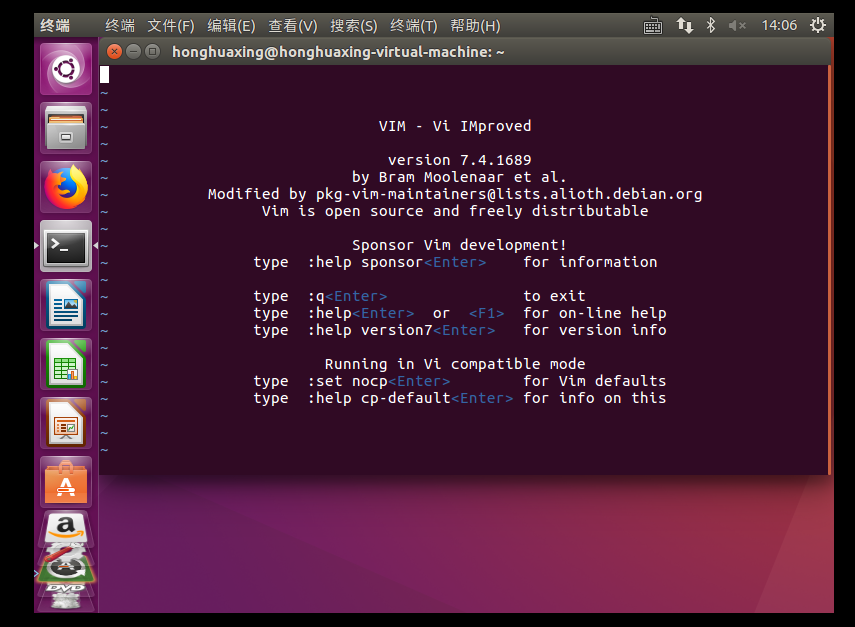 终端 终端 文件(F) 编辑(E) 查看(V) 搜索(S) 终端(T) 帮助(H) 14:06
honghuaxing@honghuaxing-virtual-machine: ~
~
~
~ VIM - Vi IMproved
~
~ version 7.4.1689
~ by Bram Moolenaar et al.
~ Modified by pkg-vim-maintainers@lists.alioth.debian.org
~ Vim is open source and freely distributable
~
~ Sponsor Vim development!
~ type :help sponsor<Enter> for information
~
~ type :q<Enter> to exit
~ type :help<Enter> or <F1> for on-line help
~ type :help version7<Enter> for version info
~
~ Running in Vi compatible mode
~ type :set nocp<Enter> for Vim defaults
~ type :help cp-default<Enter> for info on this
~
~
~
>_
A
a
DVD